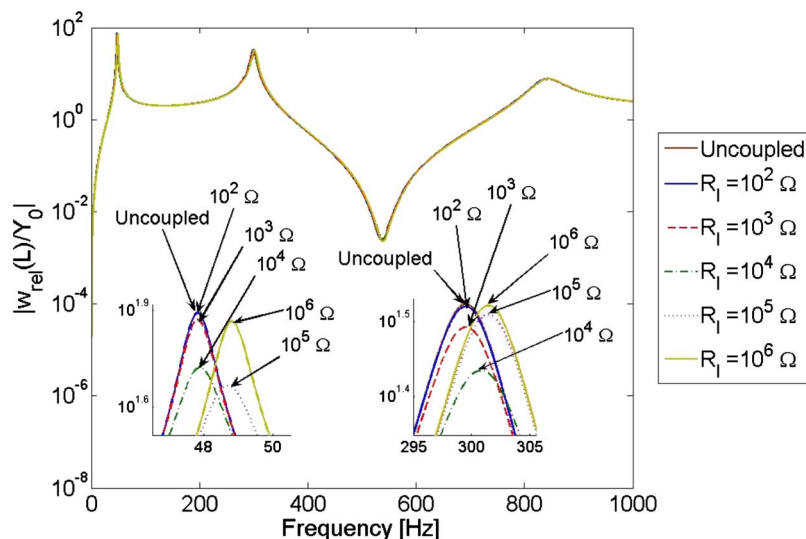 |w_rel(L)/Y_0|
10^2
10^0
10^-2
10^-4
10^-6
10^-8
0
200
400
600
800
1000
Frequency [Hz]
Uncoupled
10^2 Ω
10^3 Ω
10^4 Ω
10^6 Ω
10^5 Ω
10^1.9
10^1.6
48
50
Uncoupled
10^2 Ω
10^3 Ω
10^6 Ω
10^5 Ω
10^4 Ω
10^1.5
10^1.4
295
300
305
Uncoupled
R_l =10^2 Ω
R_l =10^3 Ω
R_l =10^4 Ω
R_l =10^5 Ω
R_l =10^6 Ω